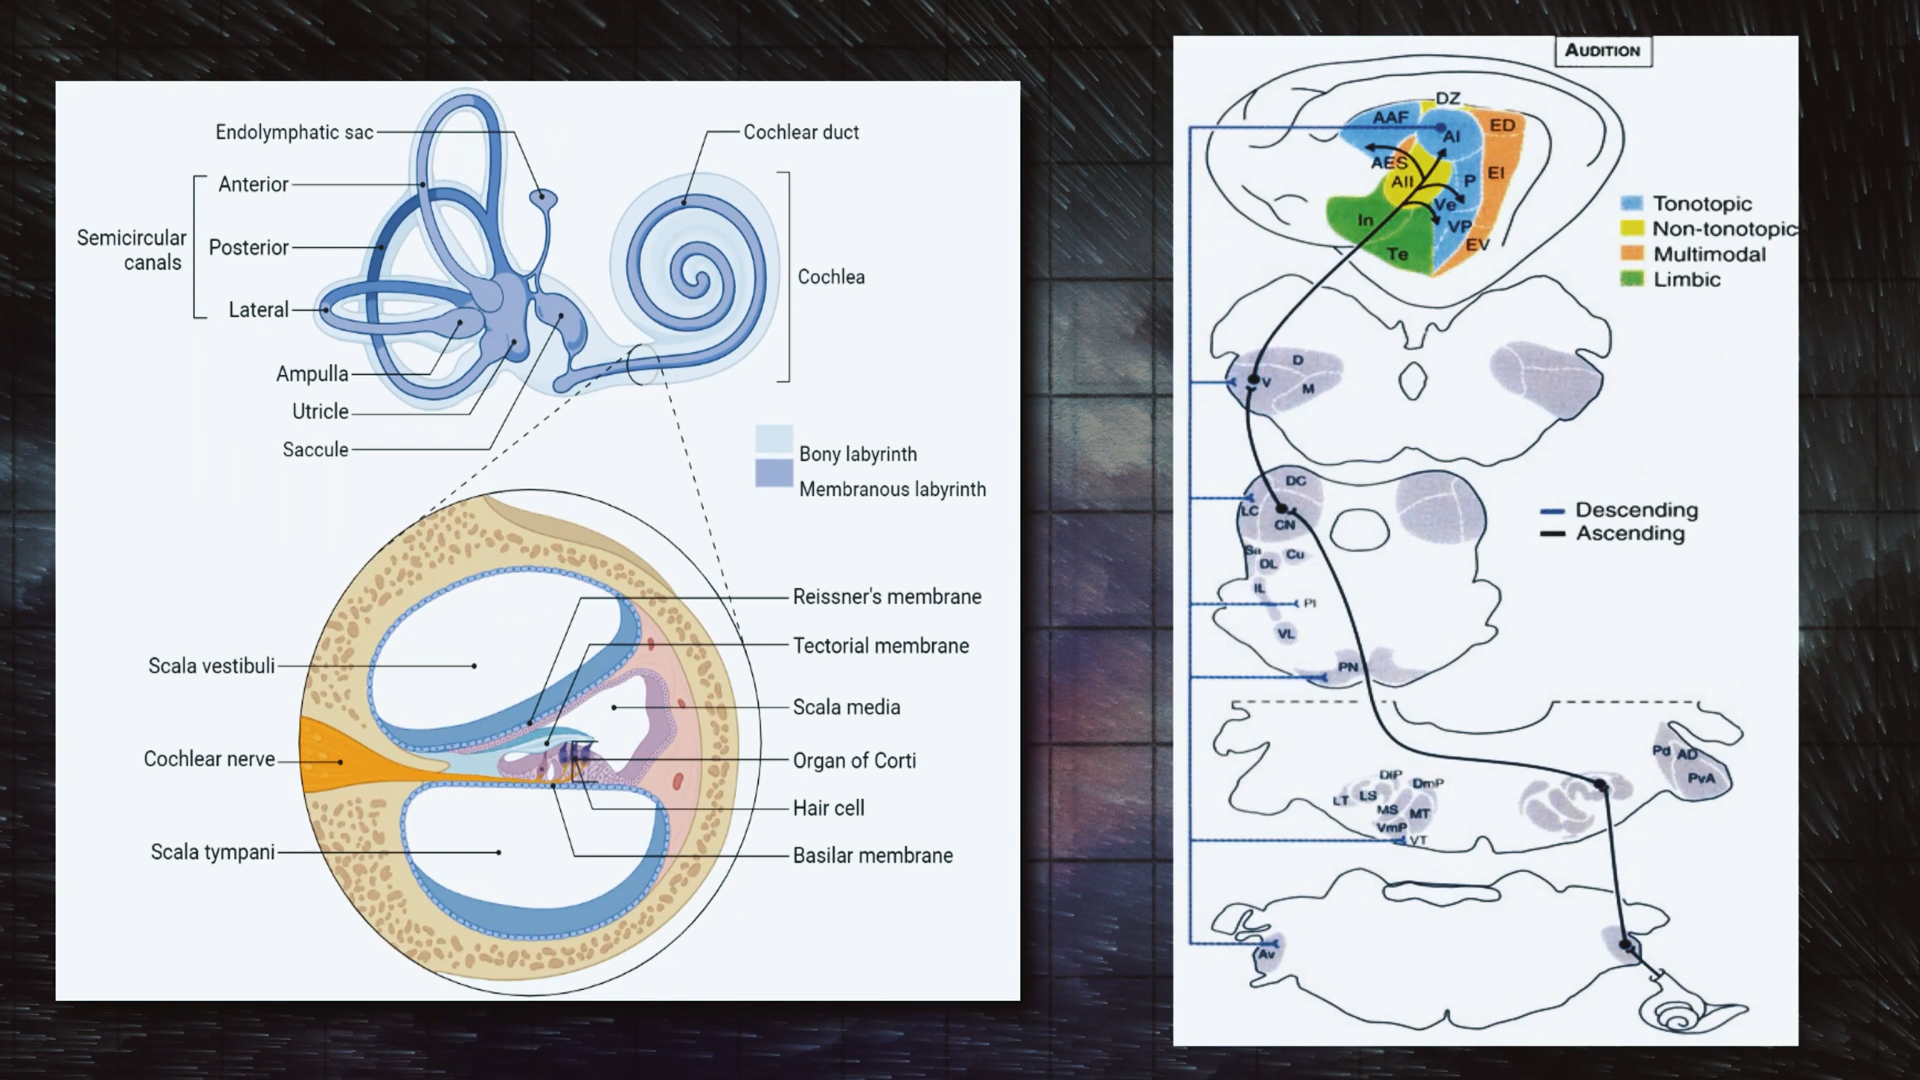 Endolymphatic sac
Cochlear duct
Anterior
Semicircular
canals
Posterior
Cochlea
Lateral
Ampulla
Utricle
Saccule
Bony labyrinth
Membranous labyrinth
Reissner's membrane
Tectorial membrane
Scala vestibuli
Scala media
Cochlear nerve
Organ of Corti
Hair cell
Scala tympani
Basilar membrane
AUDITION
DZ
AAF
AI
ED
AES
EI
AII
P
Ve
In
VP
EV
Te
Tonotopic
Non-tonotopic
Multimodal
Limbic
D
V
M
DC
LC
CN
Descending
Ascending
Sa
Cu
DL
IL
PI
VL
PN
Pd
AD
PvA
DlP
DmP
LT
LS
MS
MT
VmP
VT
Av